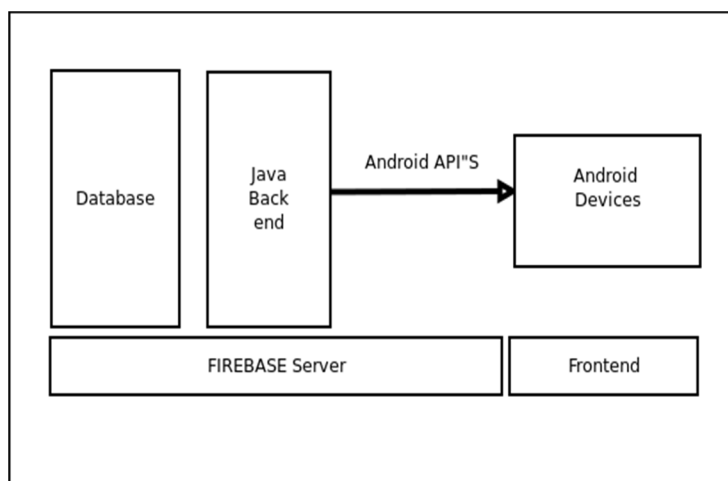 Database
Java
Back
end
Android API"S
Android
Devices
FIREBASE Server
Frontend